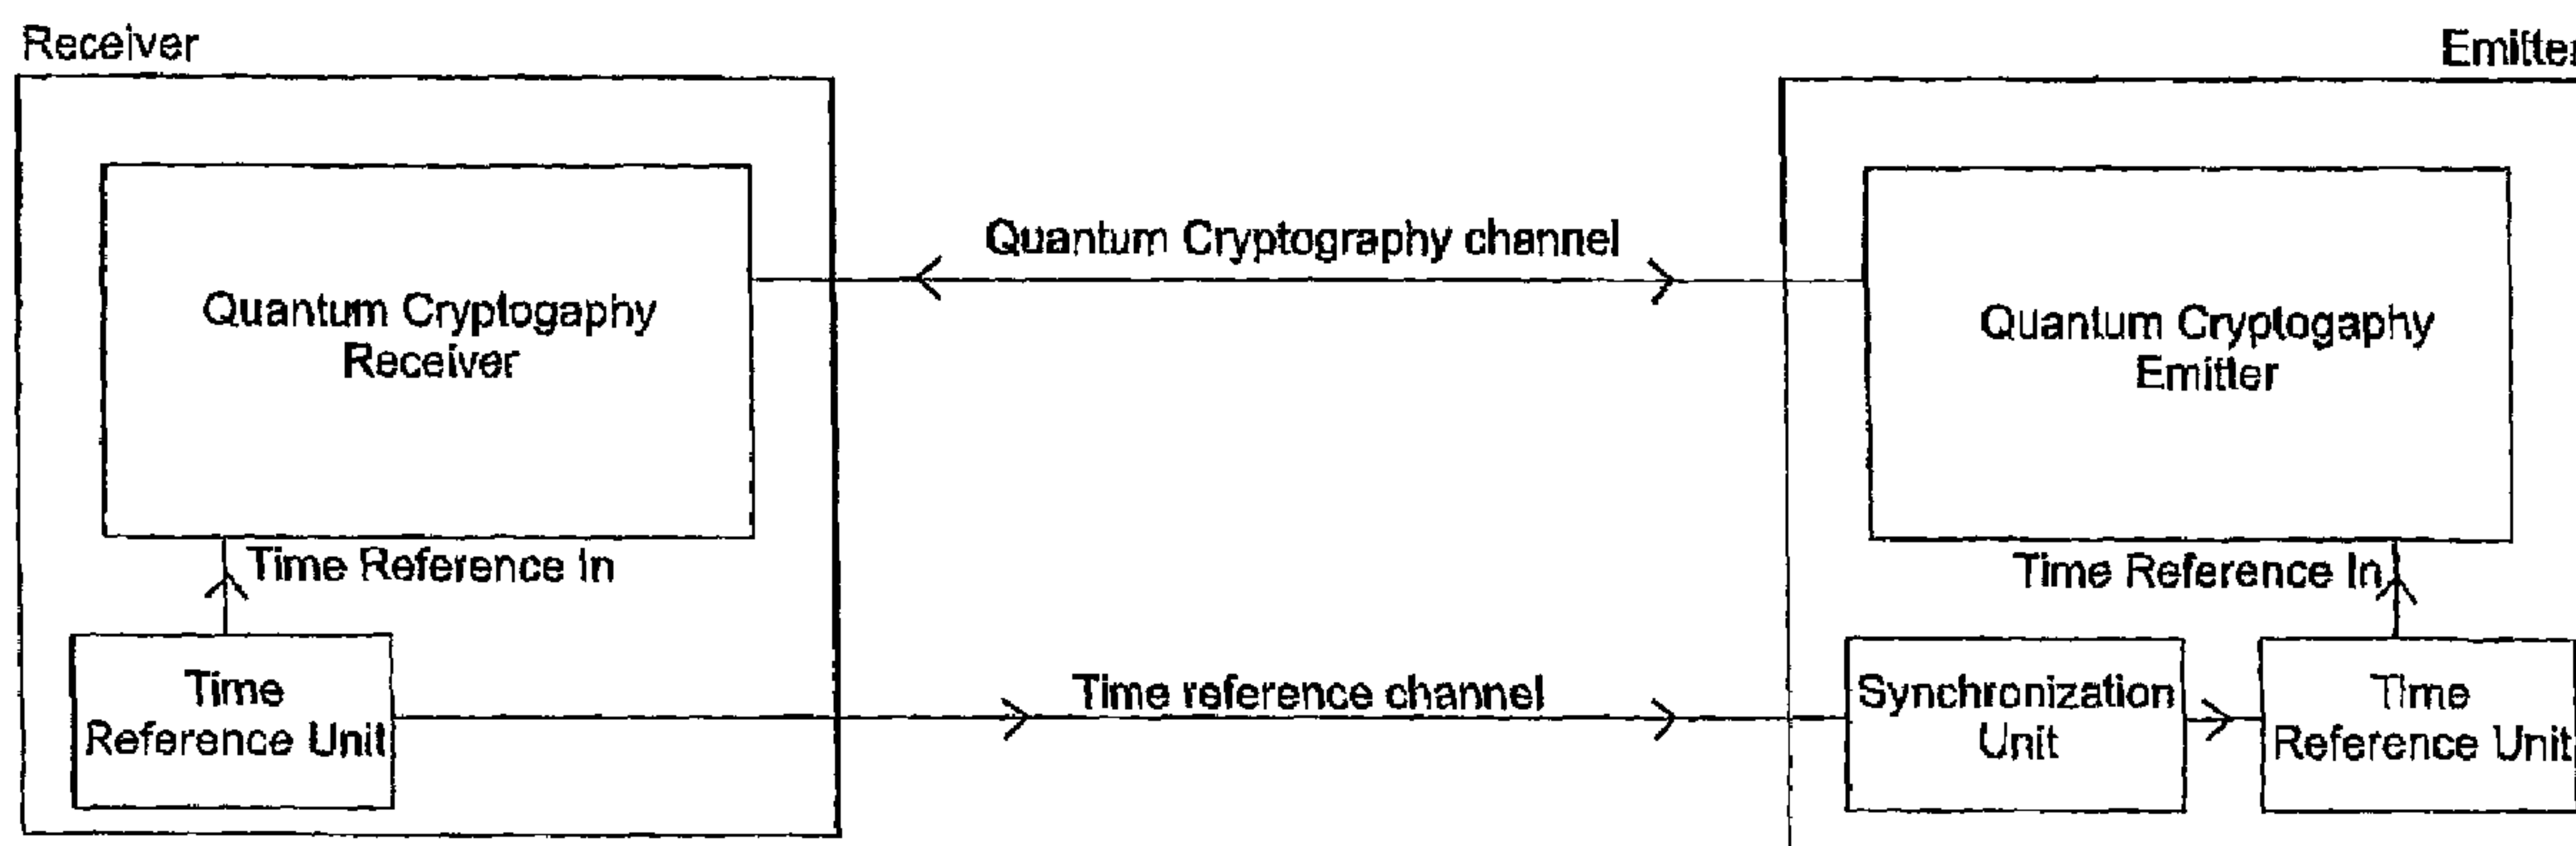 Receiver
Emitter
Quantum Cryptography channel
Quantum Cryptogaphy
Receiver
Quantum Cryptogaphy
Emitter
Time Reference In
Time Reference In
Time
Reference Unit
Time reference channel
Synchronization
Unit
Time
Reference Unit